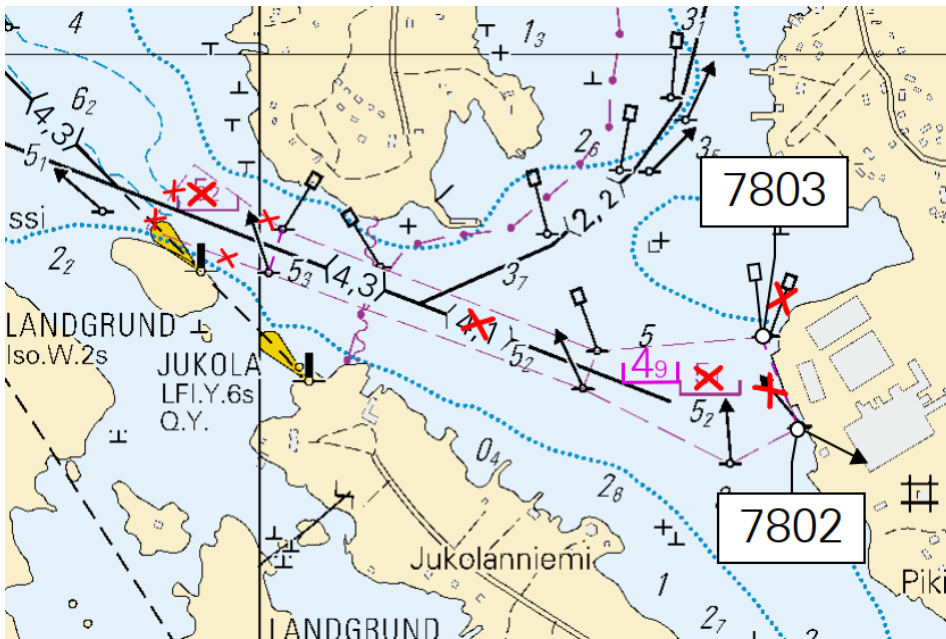 4
3₁
1₃
6₂
4,3
5₁
2₆
3₅
7803
ssi
2,2
2₂
5₃
4,3
3₇
LANDGRUND
Iso.W.2s
JUKOLA
LFl.Y.6s
Q.Y.
4,1
5₂
5
4₉
5₂
0₄
2₈
7802
Jukolanniemi
1
Piki
2₇
2
LANDGRUND